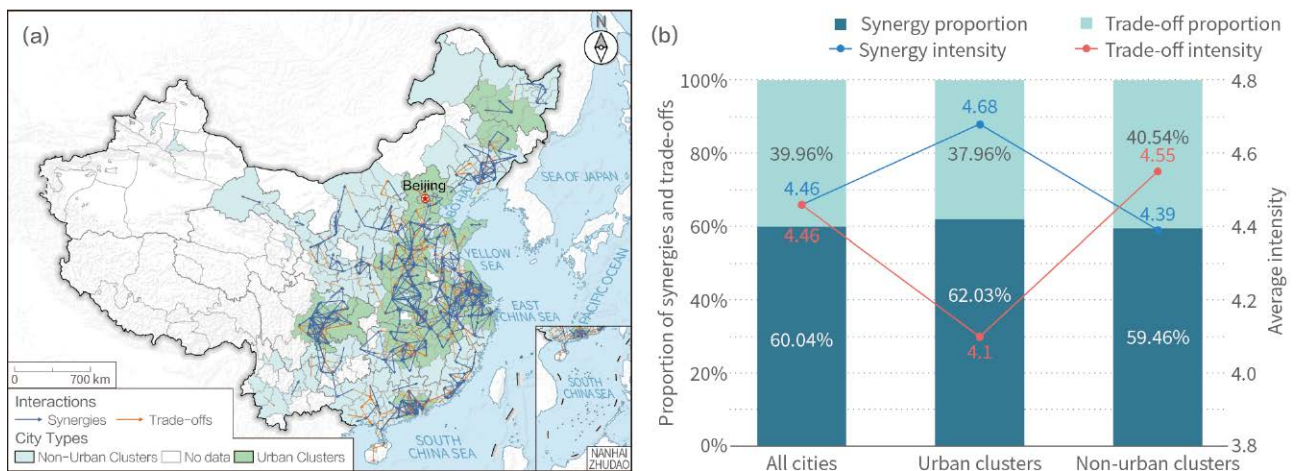 (a)
N
Beijing
BOHAI
SEA OF JAPAN
YELLOW
SEA
EAST
CHINA SEA
PACIFIC OCEAN
SOUTH
CHINA SEA
SOUTH
CHINA SEA
NANHAI
ZHUDAO
0 700 km
Interactions
Synergies Trade-offs
City Types
Non-Urban Clusters No data Urban Clusters
(b)
Synergy proportion Trade-off proportion
Synergy intensity Trade-off intensity
Proportion of synergies and trade-offs
100%
80%
60%
40%
20%
0%
39.96%
4.46
4.46
60.04%
4.68
37.96%
62.03%
4.1
40.54%
4.55
4.39
59.46%
4.8
4.6
4.4
4.2
4.0
3.8
Average intensity
All cities Urban clusters Non-urban clusters